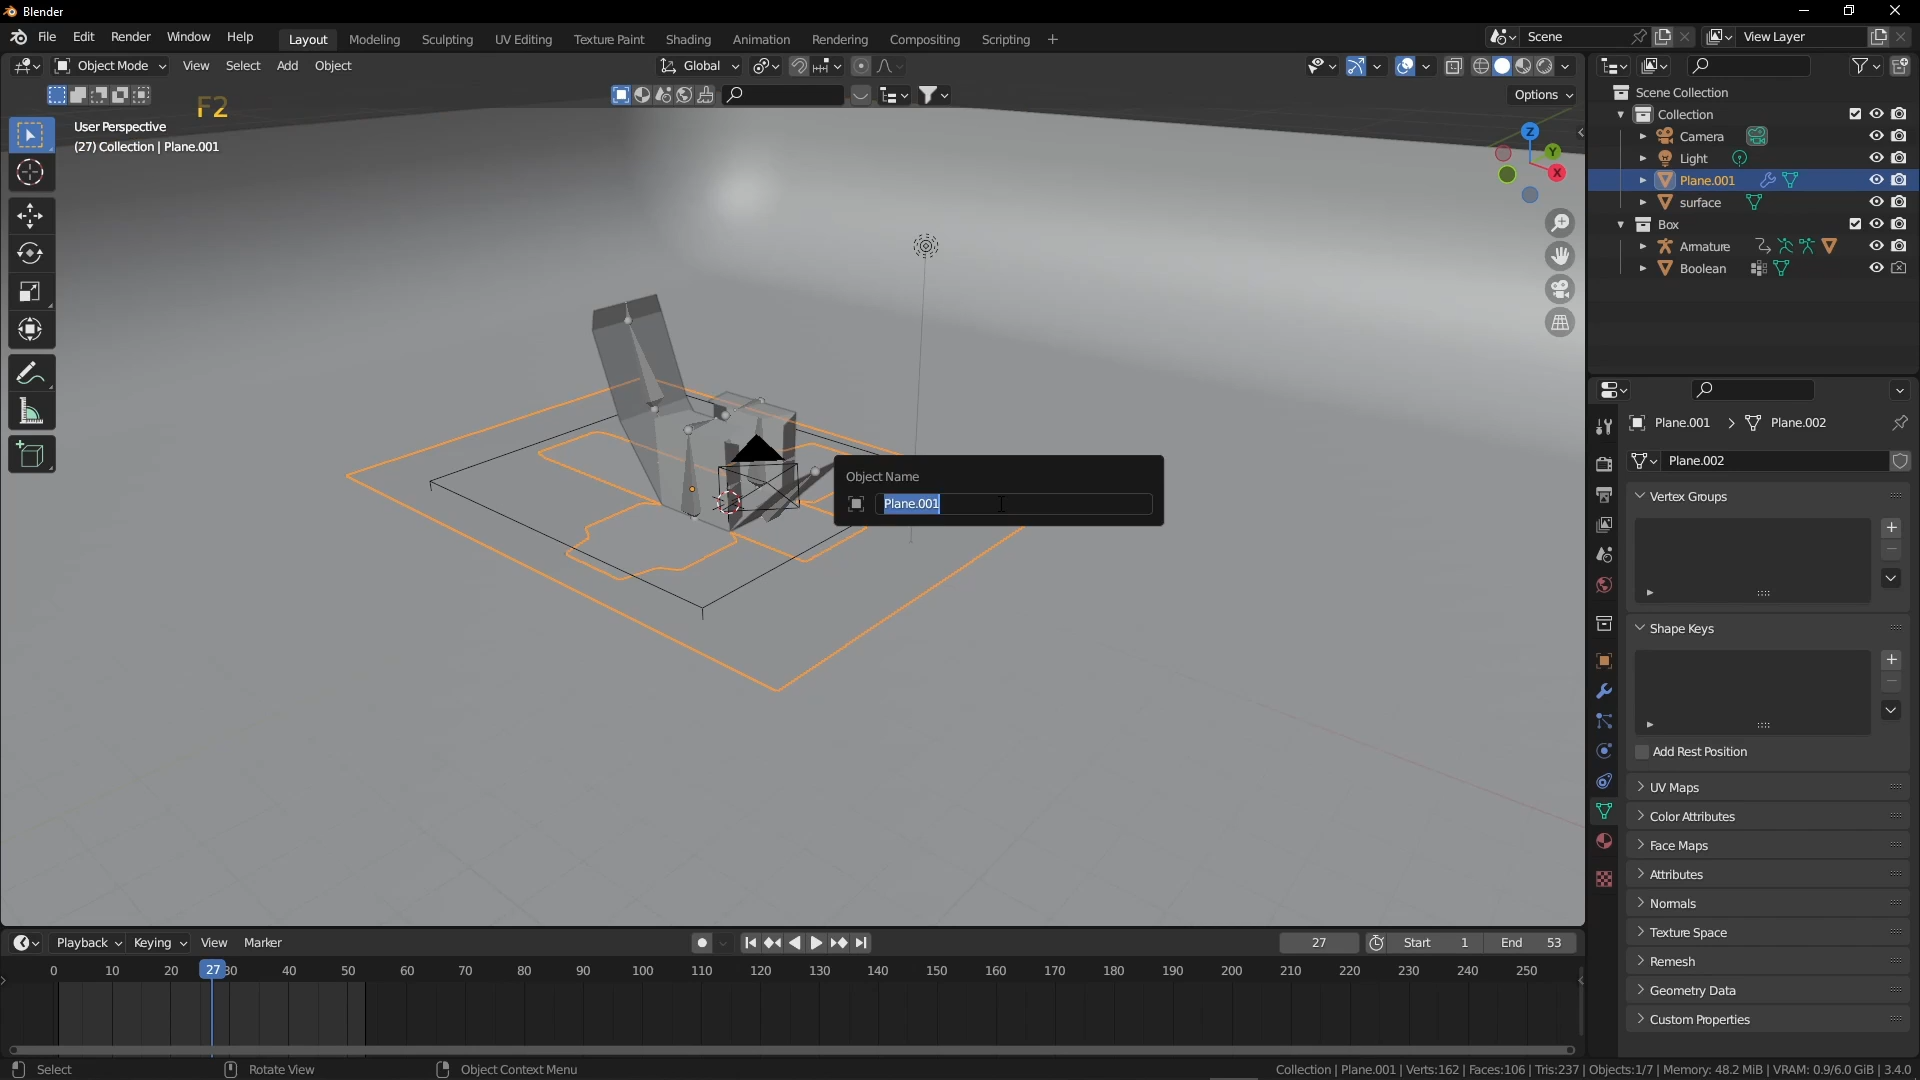 Blender
File Edit Render Window Help Layout Modeling Sculpting UV Editing Texture Paint Shading Animation Rendering Compositing Scripting Scene View Layer
Object Mode View Select Add Object Global
Options
F2
User Perspective
(27) Collection | Plane.001
Z
Y
X
Scene Collection
Collection
Camera
Light
Plane.001
surface
Box
Armature
Boolean
Object Name
Plane.001
Plane.001 Plane.002
Plane.002
Vertex Groups
Shape Keys
Add Rest Position
UV Maps
Color Attributes
Face Maps
Attributes
Normals
Texture Space
Remesh
Geometry Data
Custom Properties
Playback Keying View Marker 27 Start 1 End 53
0 10 20 27 30 40 50 60 70 80 90 100 110 120 130 140 150 160 170 180 190 200 210 220 230 240 250
Select Rotate View Object Context Menu Collection | Plane.001 | Verts:162 | Faces:106 | Tris:237 | Objects:1/7 | Memory: 48.2 MiB | VRAM: 0.9/6.0 GiB | 3.4.0